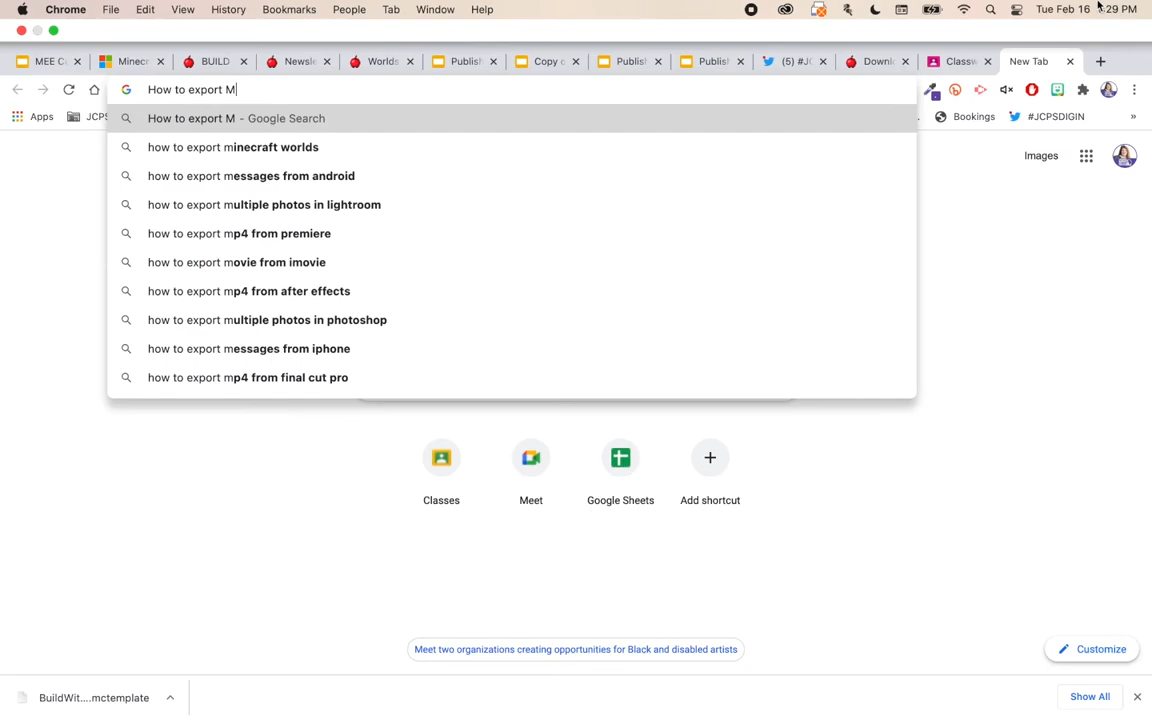 Chrome File Edit View History Bookmarks People Tab Window Help Tue Feb 16 :29 PM
MEE C Minecr BUILD Newsle Worlds Publish Copy o Publish Publish (5) #JC Downl Classw New Tab
How to export M
Apps JCPS Bookings #JCPSDIGIN »
How to export M - Google Search
how to export minecraft worlds
how to export messages from android
how to export multiple photos in lightroom
how to export mp4 from premiere
how to export movie from imovie
how to export mp4 from after effects
how to export multiple photos in photoshop
how to export messages from iphone
how to export mp4 from final cut pro
Images
Classes Meet Google Sheets Add shortcut
Meet two organizations creating opportunities for Black and disabled artists
Customize
BuildWit....mctemplate Show All